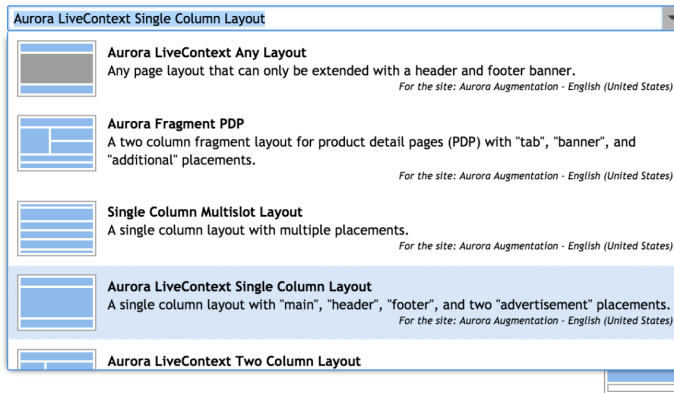 Aurora LiveContext Single Column Layout
Aurora LiveContext Any Layout
Any page layout that can only be extended with a header and footer banner.
For the site: Aurora Augmentation - English (United States)
Aurora Fragment PDP
A two column fragment layout for product detail pages (PDP) with "tab", "banner", and
"additional" placements.
For the site: Aurora Augmentation - English (United States)
Single Column Multislot Layout
A single column layout with multiple placements.
For the site: Aurora Augmentation - English (United States)
Aurora LiveContext Single Column Layout
A single column layout with "main", "header", "footer", and two "advertisement" placements.
For the site: Aurora Augmentation - English (United States)
Aurora LiveContext Two Column Layout